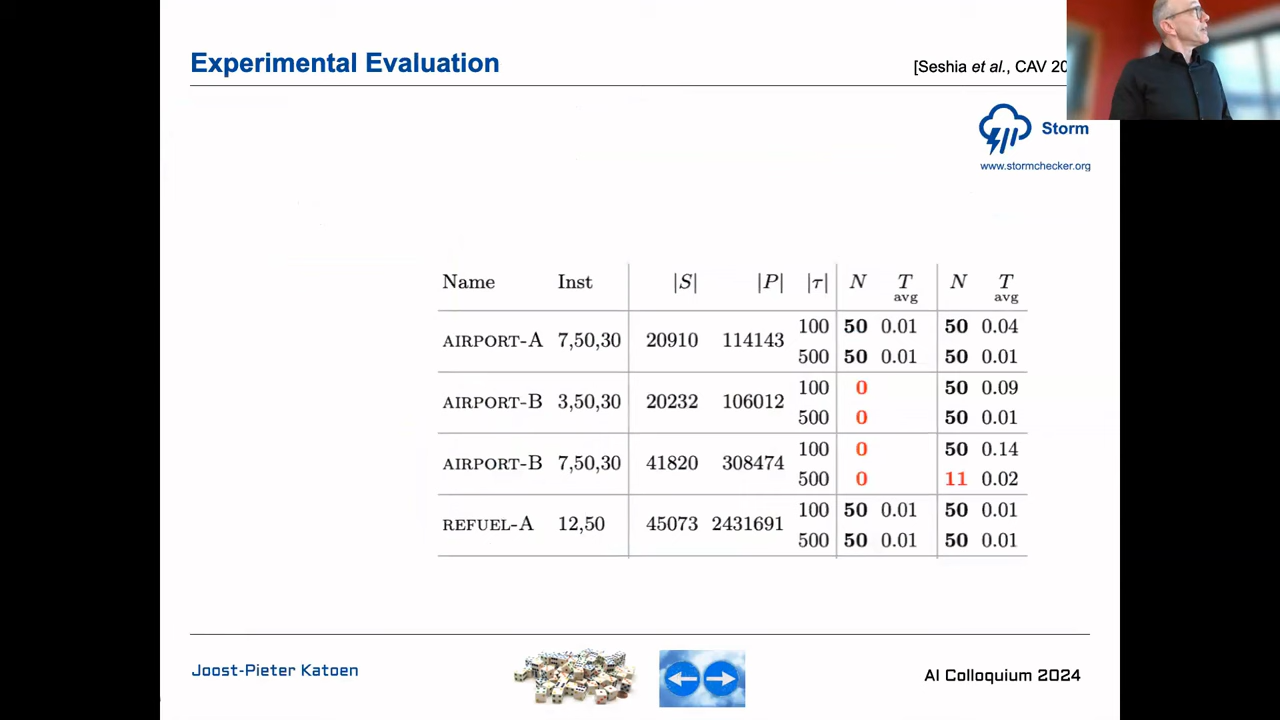 Experimental Evaluation
[Seshia et al., CAV 20
Storm
www.stormchecker.org
Name Inst |S| |P| |τ| N T avg N T avg
AIRPORT-A 7,50,30 20910 114143 100 50 0.01 50 0.04
500 50 0.01 50 0.01
AIRPORT-B 3,50,30 20232 106012 100 0 50 0.09
500 0 50 0.01
AIRPORT-B 7,50,30 41820 308474 100 0 50 0.14
500 0 11 0.02
REFUEL-A 12,50 45073 2431691 100 50 0.01 50 0.01
500 50 0.01 50 0.01
Joost-Pieter Katoen
AI Colloquium 2024